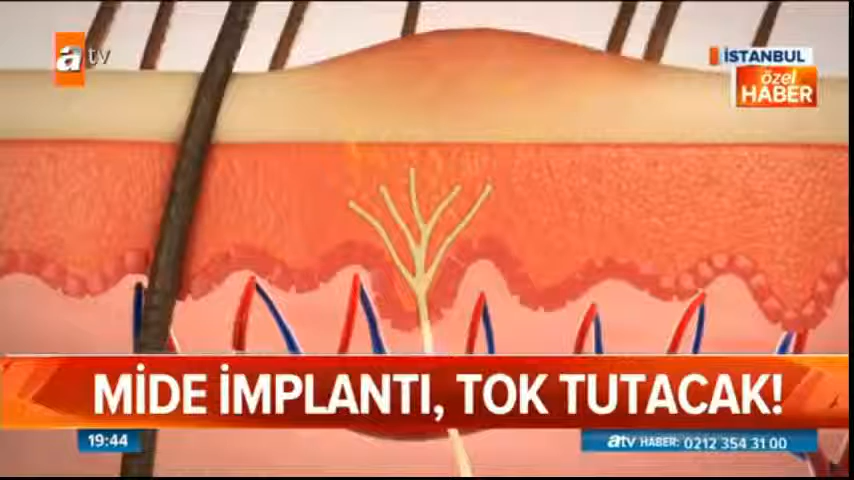 atv
İSTANBUL
özel
HABER
MİDE İMPLANTI, TOK TUTACAK!
19:44
atv HABER: 0212 354 31 00